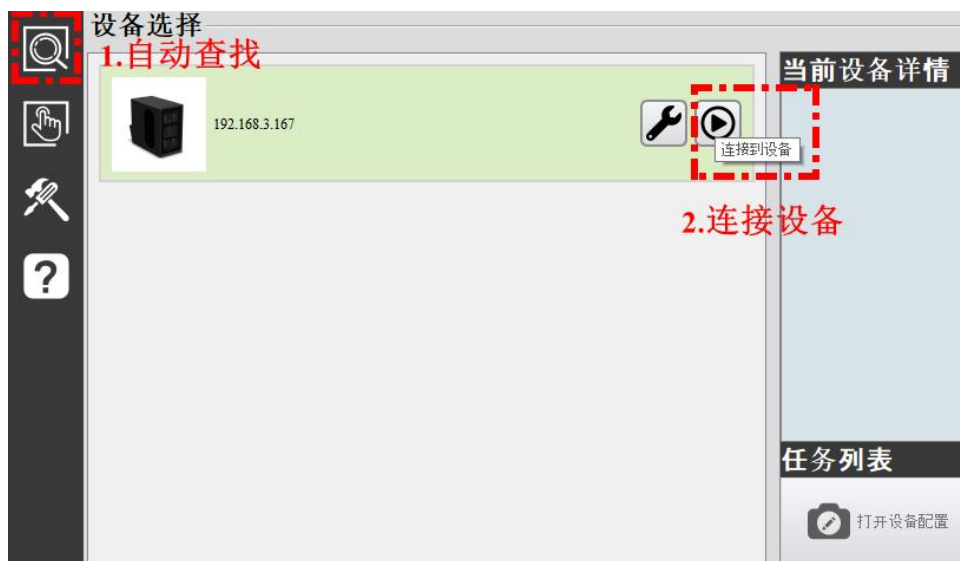 设备选择
1.自动查找
当前设备详情
192.168.3.167
连接到设备
2.连接设备
?
任务列表
打开设备配置